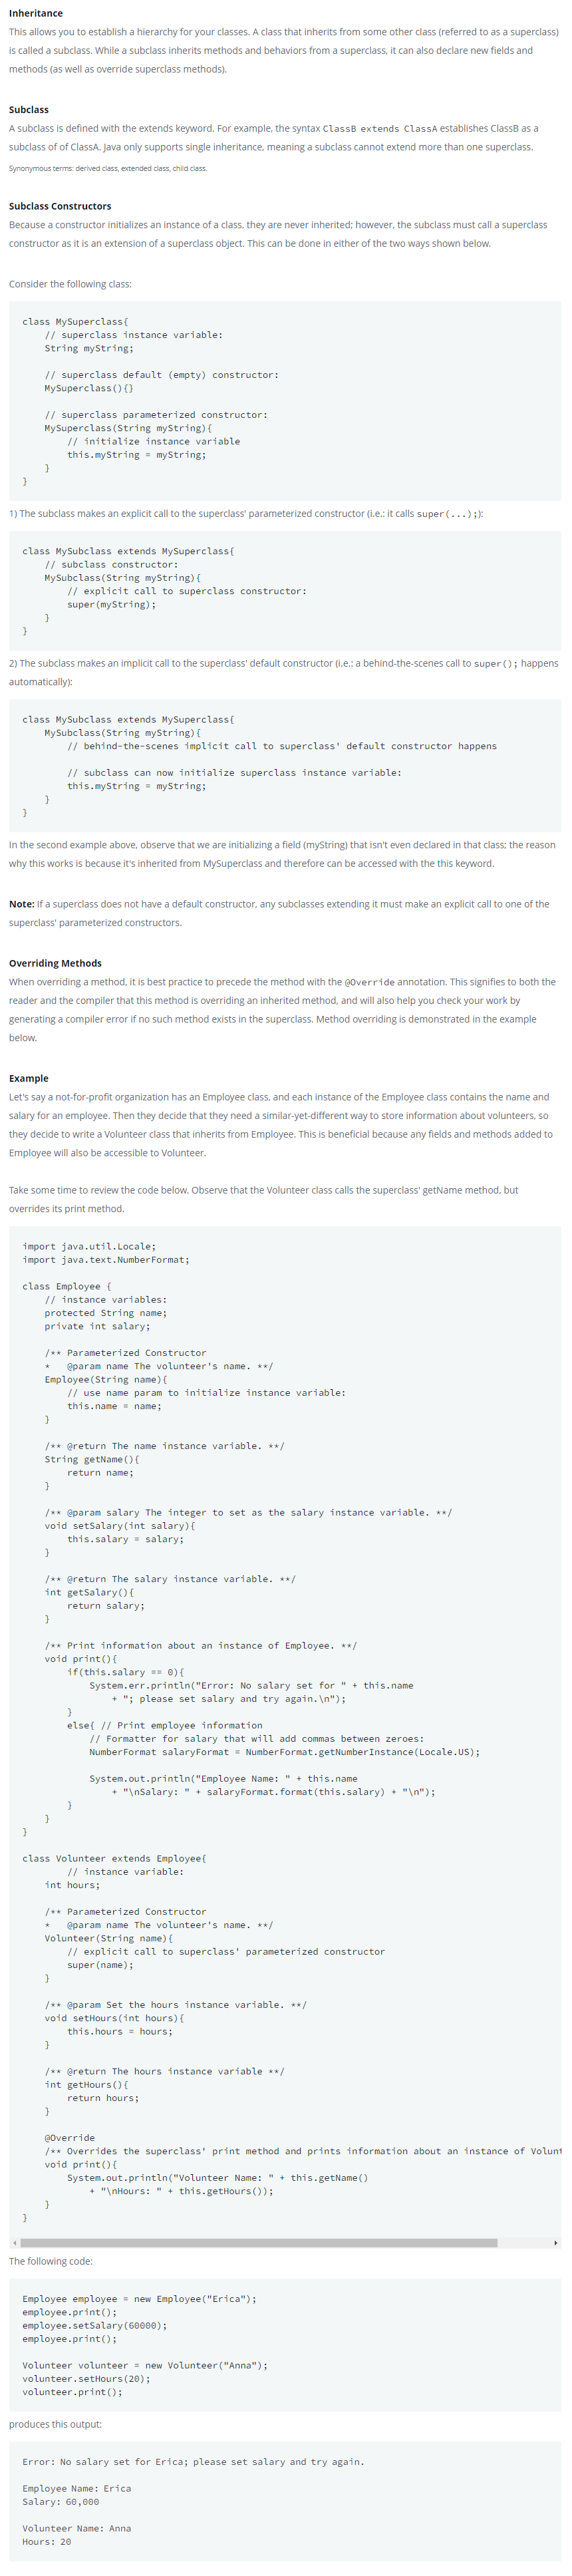 Inheritance
This allows you to establish a hierarchy for your classes. A class that inherits from some other class (referred to as a superclass)
is called a subclass. While a subclass inherits methods and behaviors from a superclass, it can also declare new fields and
methods (as well as override superclass methods).
Subclass
A subclass is defined with the extends keyword. For example, the syntax ClassB extends ClassA establishes ClassB as a
subclass of of ClassA. Java only supports single inheritance, meaning a subclass cannot extend more than one superclass.
Synonymous terms: derived class, extended class, child class.
Subclass Constructors
Because a constructor initializes an instance of a class, they are never inherited; however, the subclass must call a superclass
constructor as it is an extension of a superclass object. This can be done in either of the two ways shown below.
Consider the following class:
class MySuperclass{
    // superclass instance variable:
    String myString;
    // superclass default (empty) constructor:
    MySuperclass(){}
    // superclass parameterized constructor:
    MySuperclass(String myString){
        // initialize instance variable
        this.myString = myString;
    }
}
1) The subclass makes an explicit call to the superclass' parameterized constructor (i.e.: it calls super(...);):
class MySubclass extends MySuperclass{
    // subclass constructor:
    MySubclass(String myString){
        // explicit call to superclass constructor:
        super(myString);
    }
}
2) The subclass makes an implicit call to the superclass' default constructor (i.e.: a behind-the-scenes call to super(); happens
automatically):
class MySubclass extends MySuperclass{
    MySubclass(String myString){
        // behind-the-scenes implicit call to superclass' default constructor happens
        // subclass can now initialize superclass instance variable:
        this.myString = myString;
    }
}
In the second example above, observe that we are initializing a field (myString) that isn't even declared in that class; the reason
why this works is because it's inherited from MySuperclass and therefore can be accessed with the this keyword.
Note: If a superclass does not have a default constructor, any subclasses extending it must make an explicit call to one of the
superclass' parameterized constructors.
Overriding Methods
When overriding a method, it is best practice to precede the method with the @Override annotation. This signifies to both the
reader and the compiler that this method is overriding an inherited method, and will also help you check your work by
generating a compiler error if no such method exists in the superclass. Method overriding is demonstrated in the example
below.
Example
Let's say a not-for-profit organization has an Employee class, and each instance of the Employee class contains the name and
salary for an employee. Then they decide that they need a similar-yet-different way to store information about volunteers, so
they decide to write a Volunteer class that inherits from Employee. This is beneficial because any fields and methods added to
Employee will also be accessible to Volunteer.
Take some time to review the code below. Observe that the Volunteer class calls the superclass' getName method, but
overrides its print method.
import java.util.Locale;
import java.text.NumberFormat;
class Employee {
    // instance variables:
    protected String name;
    private int salary;
    /** Parameterized Constructor
    *   @param name The volunteer's name. **/
    Employee(String name){
        // use name param to initialize instance variable:
        this.name = name;
    }
    /** @return The name instance variable. **/
    String getName(){
        return name;
    }
    /** @param salary The integer to set as the salary instance variable. **/
    void setSalary(int salary){
        this.salary = salary;
    }
    /** @return The salary instance variable. **/
    int getSalary(){
        return salary;
    }
    /** Print information about an instance of Employee. **/
    void print(){
        if(this.salary == 0){
            System.err.println("Error: No salary set for " + this.name
                + "; please set salary and try again.\n");
        }
        else{ // Print employee information
            // Formatter for salary that will add commas between zeroes:
            NumberFormat salaryFormat = NumberFormat.getNumberInstance(Locale.US);
            System.out.println("Employee Name: " + this.name
                + "\nSalary: " + salaryFormat.format(this.salary) + "\n");
        }
    }
}
class Volunteer extends Employee{
        // instance variable:
    int hours;
    /** Parameterized Constructor
    *   @param name The volunteer's name. **/
    Volunteer(String name){
        // explicit call to superclass' parameterized constructor
        super(name);
    }
    /** @param Set the hours instance variable. **/
    void setHours(int hours){
        this.hours = hours;
    }
    /** @return The hours instance variable **/
    int getHours(){
        return hours;
    }
    @Override
    /** Overrides the superclass' print method and prints information about an instance of Volunt
    void print(){
        System.out.println("Volunteer Name: " + this.getName()
            + "\nHours: " + this.getHours());
    }
}
The following code:
Employee employee = new Employee("Erica");
employee.print();
employee.setSalary(60000);
employee.print();
Volunteer volunteer = new Volunteer("Anna");
volunteer.setHours(20);
volunteer.print();
produces this output:
Error: No salary set for Erica; please set salary and try again.
Employee Name: Erica
Salary: 60,000
Volunteer Name: Anna
Hours: 20